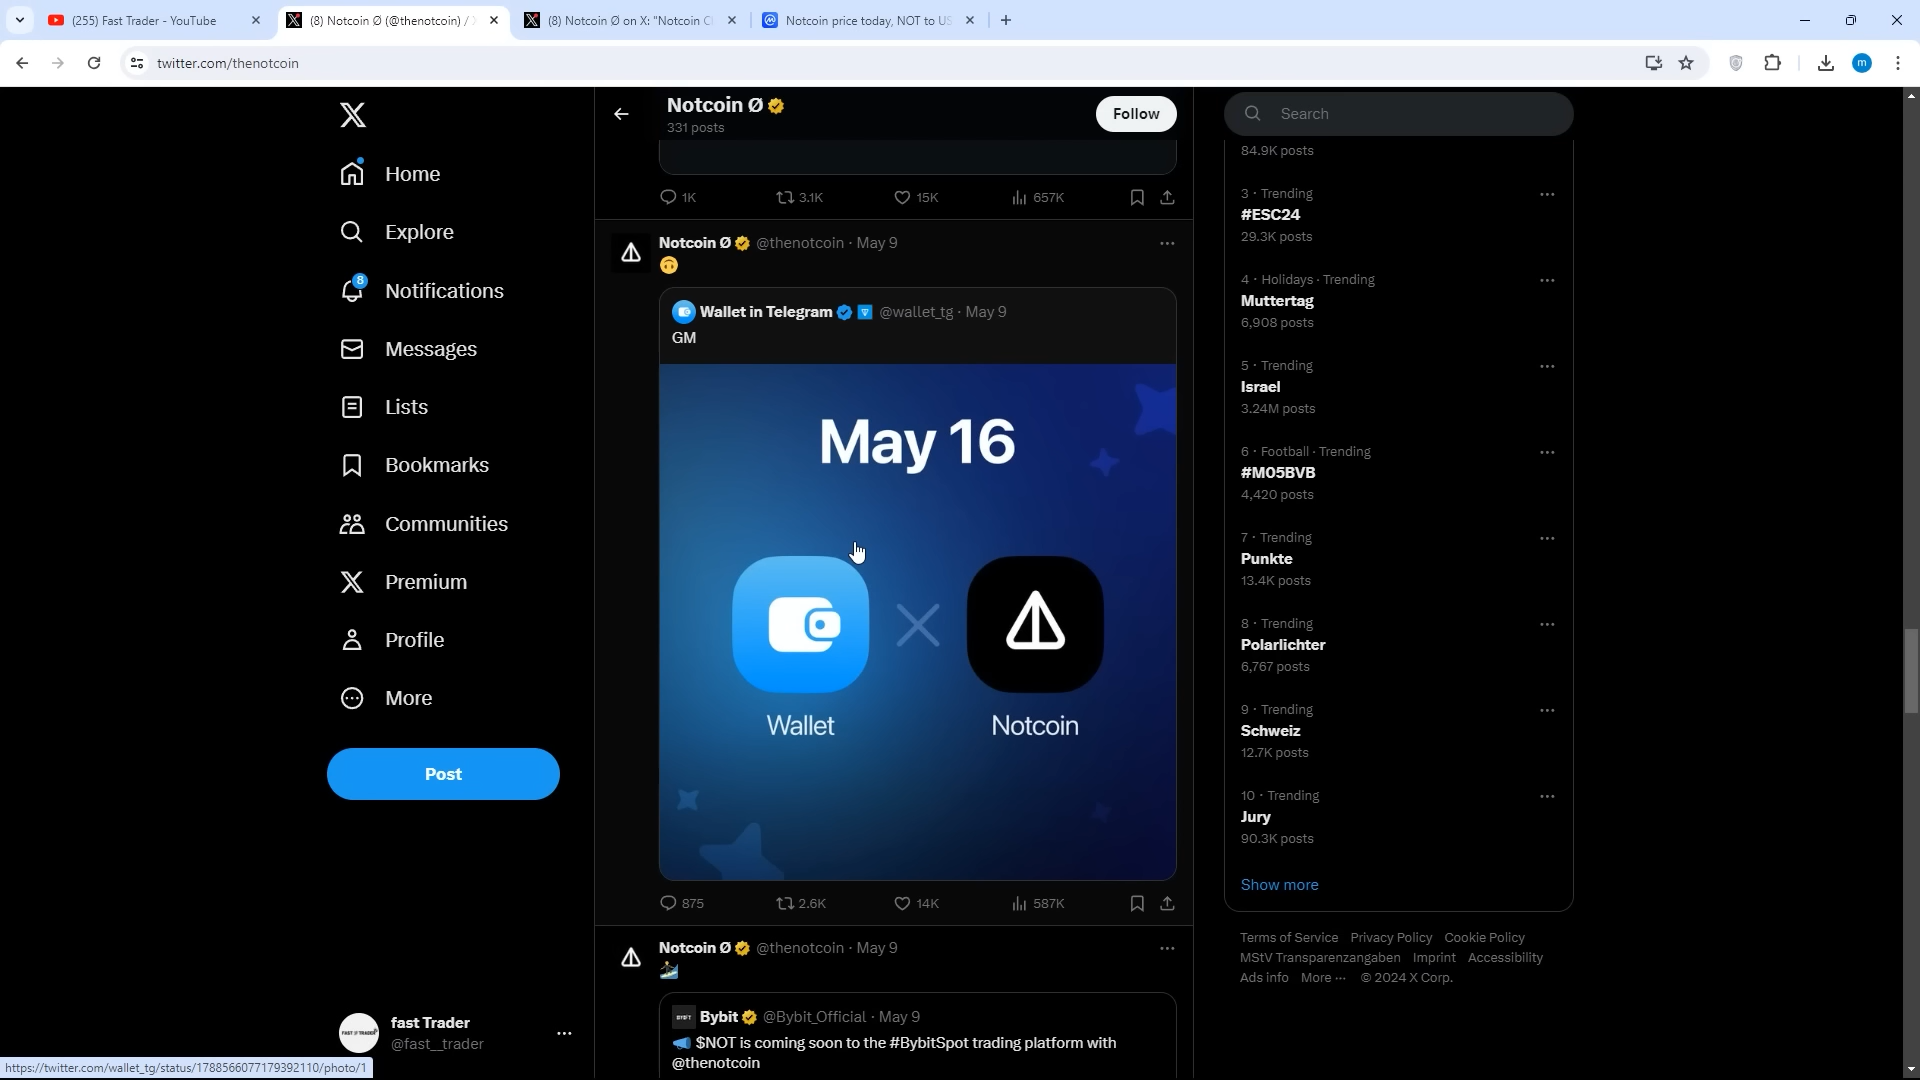 (255) Fast Trader - YouTube
(8) Notcoin Ø (@thenotcoin) /
(8) Notcoin Ø on X: "Notcoin C
Notcoin price today, NOT to US
twitter.com/thenotcoin
m
Home
Explore
8
Notifications
Messages
Lists
Bookmarks
Communities
Premium
Profile
More
Post
fast Trader
@fast__trader
https://twitter.com/wallet_tg/status/1788566077179392110/photo/1
Notcoin Ø
331 posts
Follow
1K 3.1K 15K 657K
Notcoin Ø @thenotcoin · May 9
Wallet in Telegram @wallet_tg · May 9
GM
May 16
Wallet
Notcoin
875 2.6K 14K 587K
Notcoin Ø @thenotcoin · May 9
Bybit @Bybit_Official · May 9
$NOT is coming soon to the #BybitSpot trading platform with
@thenotcoin
Search
84.9K posts
3 · Trending
#ESC24
29.3K posts
4 · Holidays · Trending
Muttertag
6,908 posts
5 · Trending
Israel
3.24M posts
6 · Football · Trending
#M05BVB
4,420 posts
7 · Trending
Punkte
13.4K posts
8 · Trending
Polarlichter
6,767 posts
9 · Trending
Schweiz
12.7K posts
10 · Trending
Jury
90.3K posts
Show more
Terms of Service Privacy Policy Cookie Policy
MStV Transparenzangaben Imprint Accessibility
Ads info More ··· © 2024 X Corp.